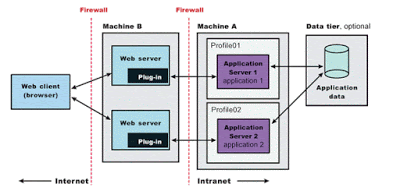 Firewall
Firewall
Machine B
Machine A
Data tier, optional
Web client
(browser)
Web server
Plug-in
Web server
Plug-in
Profile01
Application
Server 1
application 1
Profile02
Application
Server 2
application 2
Application
data
Internet
Intranet